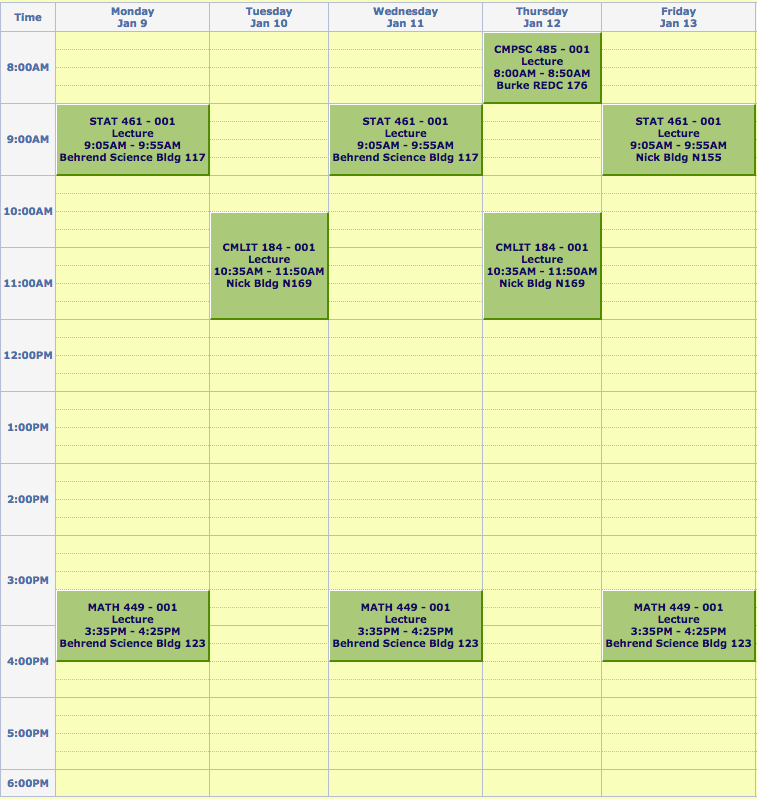 Time
Monday
Jan 9
Tuesday
Jan 10
Wednesday
Jan 11
Thursday
Jan 12
Friday
Jan 13
8:00AM
CMPSC 485 - 001
Lecture
8:00AM - 8:50AM
Burke REDC 176
9:00AM
STAT 461 - 001
Lecture
9:05AM - 9:55AM
Behrend Science Bldg 117
STAT 461 - 001
Lecture
9:05AM - 9:55AM
Behrend Science Bldg 117
STAT 461 - 001
Lecture
9:05AM - 9:55AM
Nick Bldg N155
10:00AM
CMLIT 184 - 001
Lecture
10:35AM - 11:50AM
Nick Bldg N169
CMLIT 184 - 001
Lecture
10:35AM - 11:50AM
Nick Bldg N169
11:00AM
12:00PM
1:00PM
2:00PM
3:00PM
MATH 449 - 001
Lecture
3:35PM - 4:25PM
Behrend Science Bldg 123
MATH 449 - 001
Lecture
3:35PM - 4:25PM
Behrend Science Bldg 123
MATH 449 - 001
Lecture
3:35PM - 4:25PM
Behrend Science Bldg 123
4:00PM
5:00PM
6:00PM